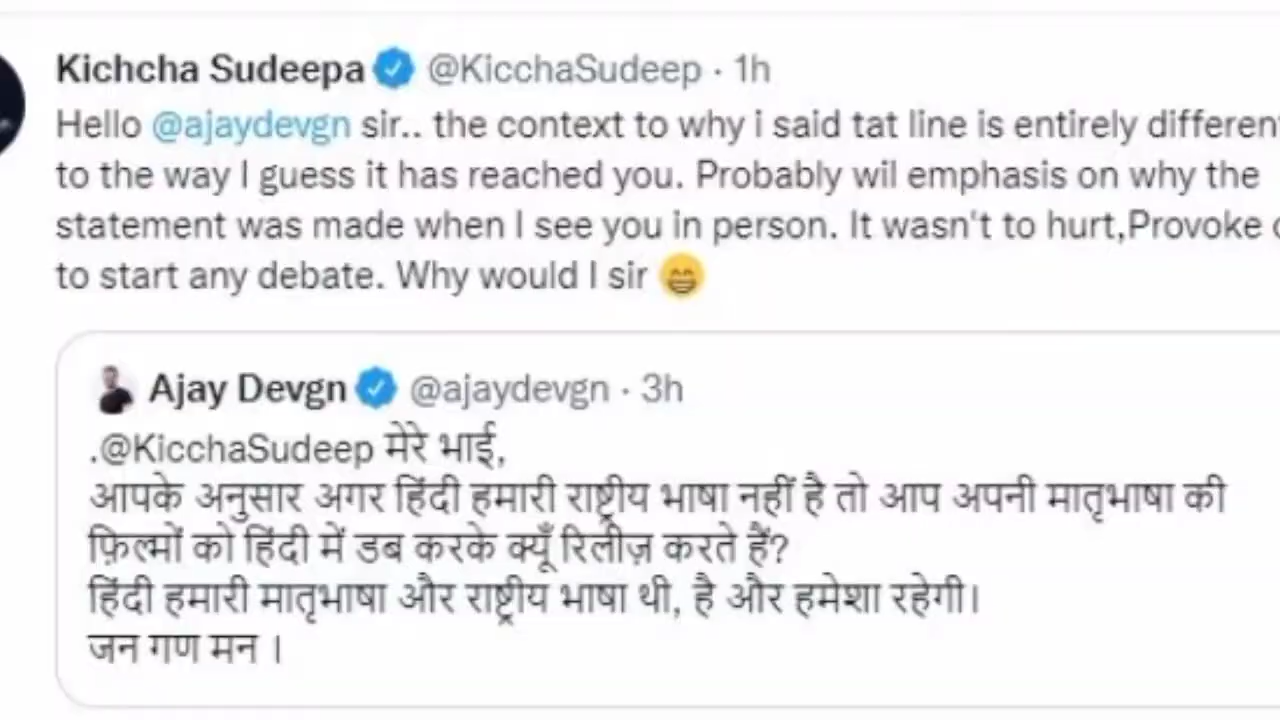 Kichcha Sudeepa @KicchaSudeep · 1h
Hello @ajaydevgn sir.. the context to why i said tat line is entirely differen
to the way I guess it has reached you. Probably wil emphasis on why the
statement was made when I see you in person. It wasn't to hurt,Provoke
to start any debate. Why would I sir 😁
Ajay Devgn @ajaydevgn · 3h
.@KicchaSudeep मेरे भाई,
आपके अनुसार अगर हिंदी हमारी राष्ट्रीय भाषा नहीं है तो आप अपनी मातृभाषा की
फ़िल्मों को हिंदी में डब करके क्यूँ रिलीज़ करते हैं?
हिंदी हमारी मातृभाषा और राष्ट्रीय भाषा थी, है और हमेशा रहेगी।
जन गण मन ।